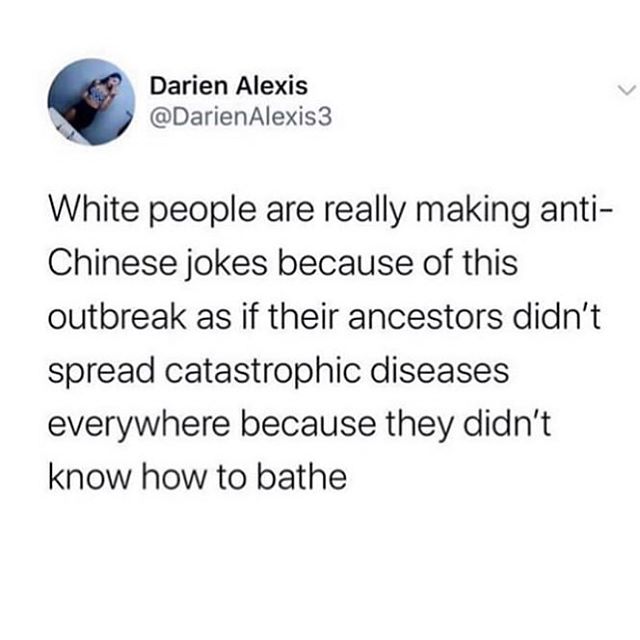 Darien Alexis
@DarienAlexis3
White people are really making anti-
Chinese jokes because of this
outbreak as if their ancestors didn't
spread catastrophic diseases
everywhere because they didn't
know how to bathe